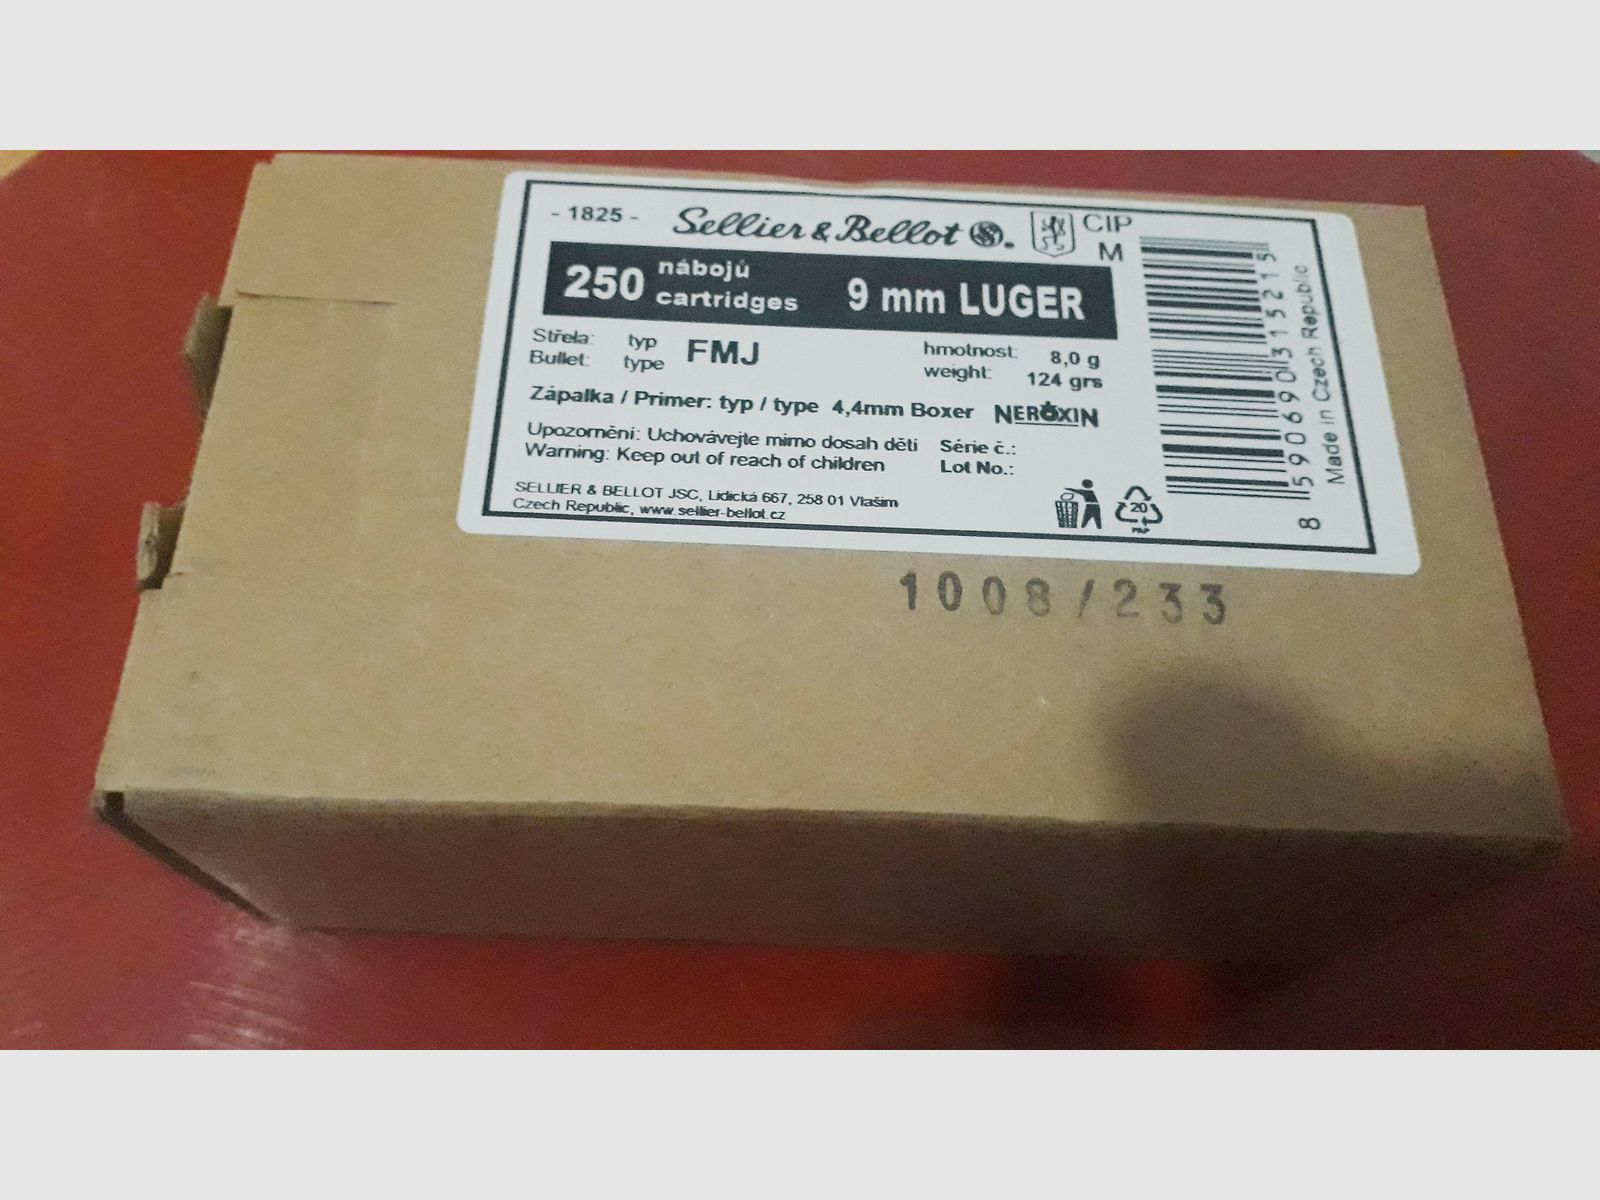 - 1825 - Sellier & Bellot SB. CIP
M
250 nábojů
cartridges
9 mm LUGER
Střela: typ FMJ hmotnost: 8,0 g
Bullet: type weight: 124 grs
Zápalka / Primer: typ / type 4,4mm Boxer NEROXIN
Upozornění: Uchovávejte mimo dosah dětí Série č.:
Warning: Keep out of reach of children Lot No.:
SELLIER & BELLOT JSC, Lidická 667, 258 01 Vlašim
Czech Republic, www.sellier-bellot.cz
20
PAP
8 590690 315215
Made in Czech Republic
1008/233